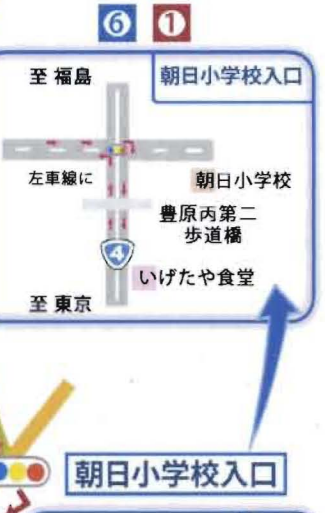 6 1
至 福島
朝日小学校入口
左車線に
朝日小学校
豊原丙第二
歩道橋
4
いげたや食堂
至 東京
朝日小学校入口